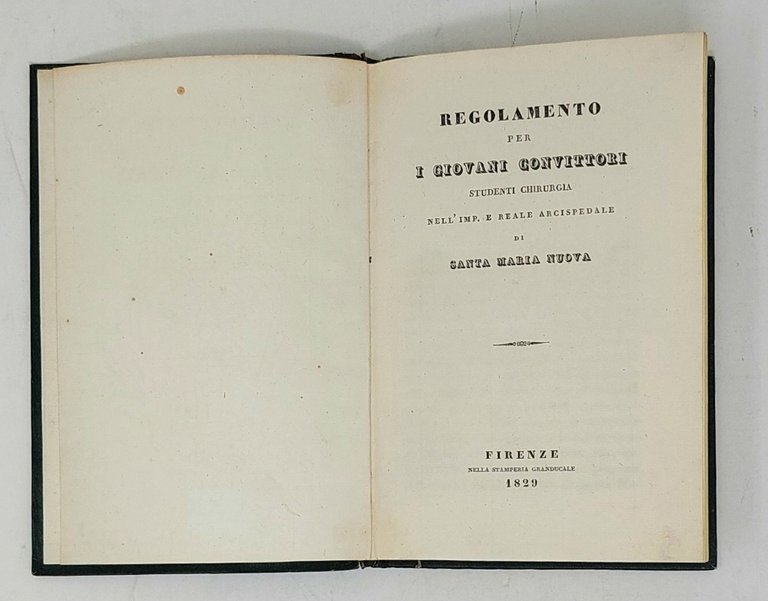 REGOLAMENTO
PER
I GIOVANI CONVITTORI
STUDENTI CHIRURGIA
NELL'IMP. E REALE ARCISPEDALE
DI
SANTA MARIA NUOVA
FIRENZE
NELLA STAMPERIA GRANDUCALE
1829